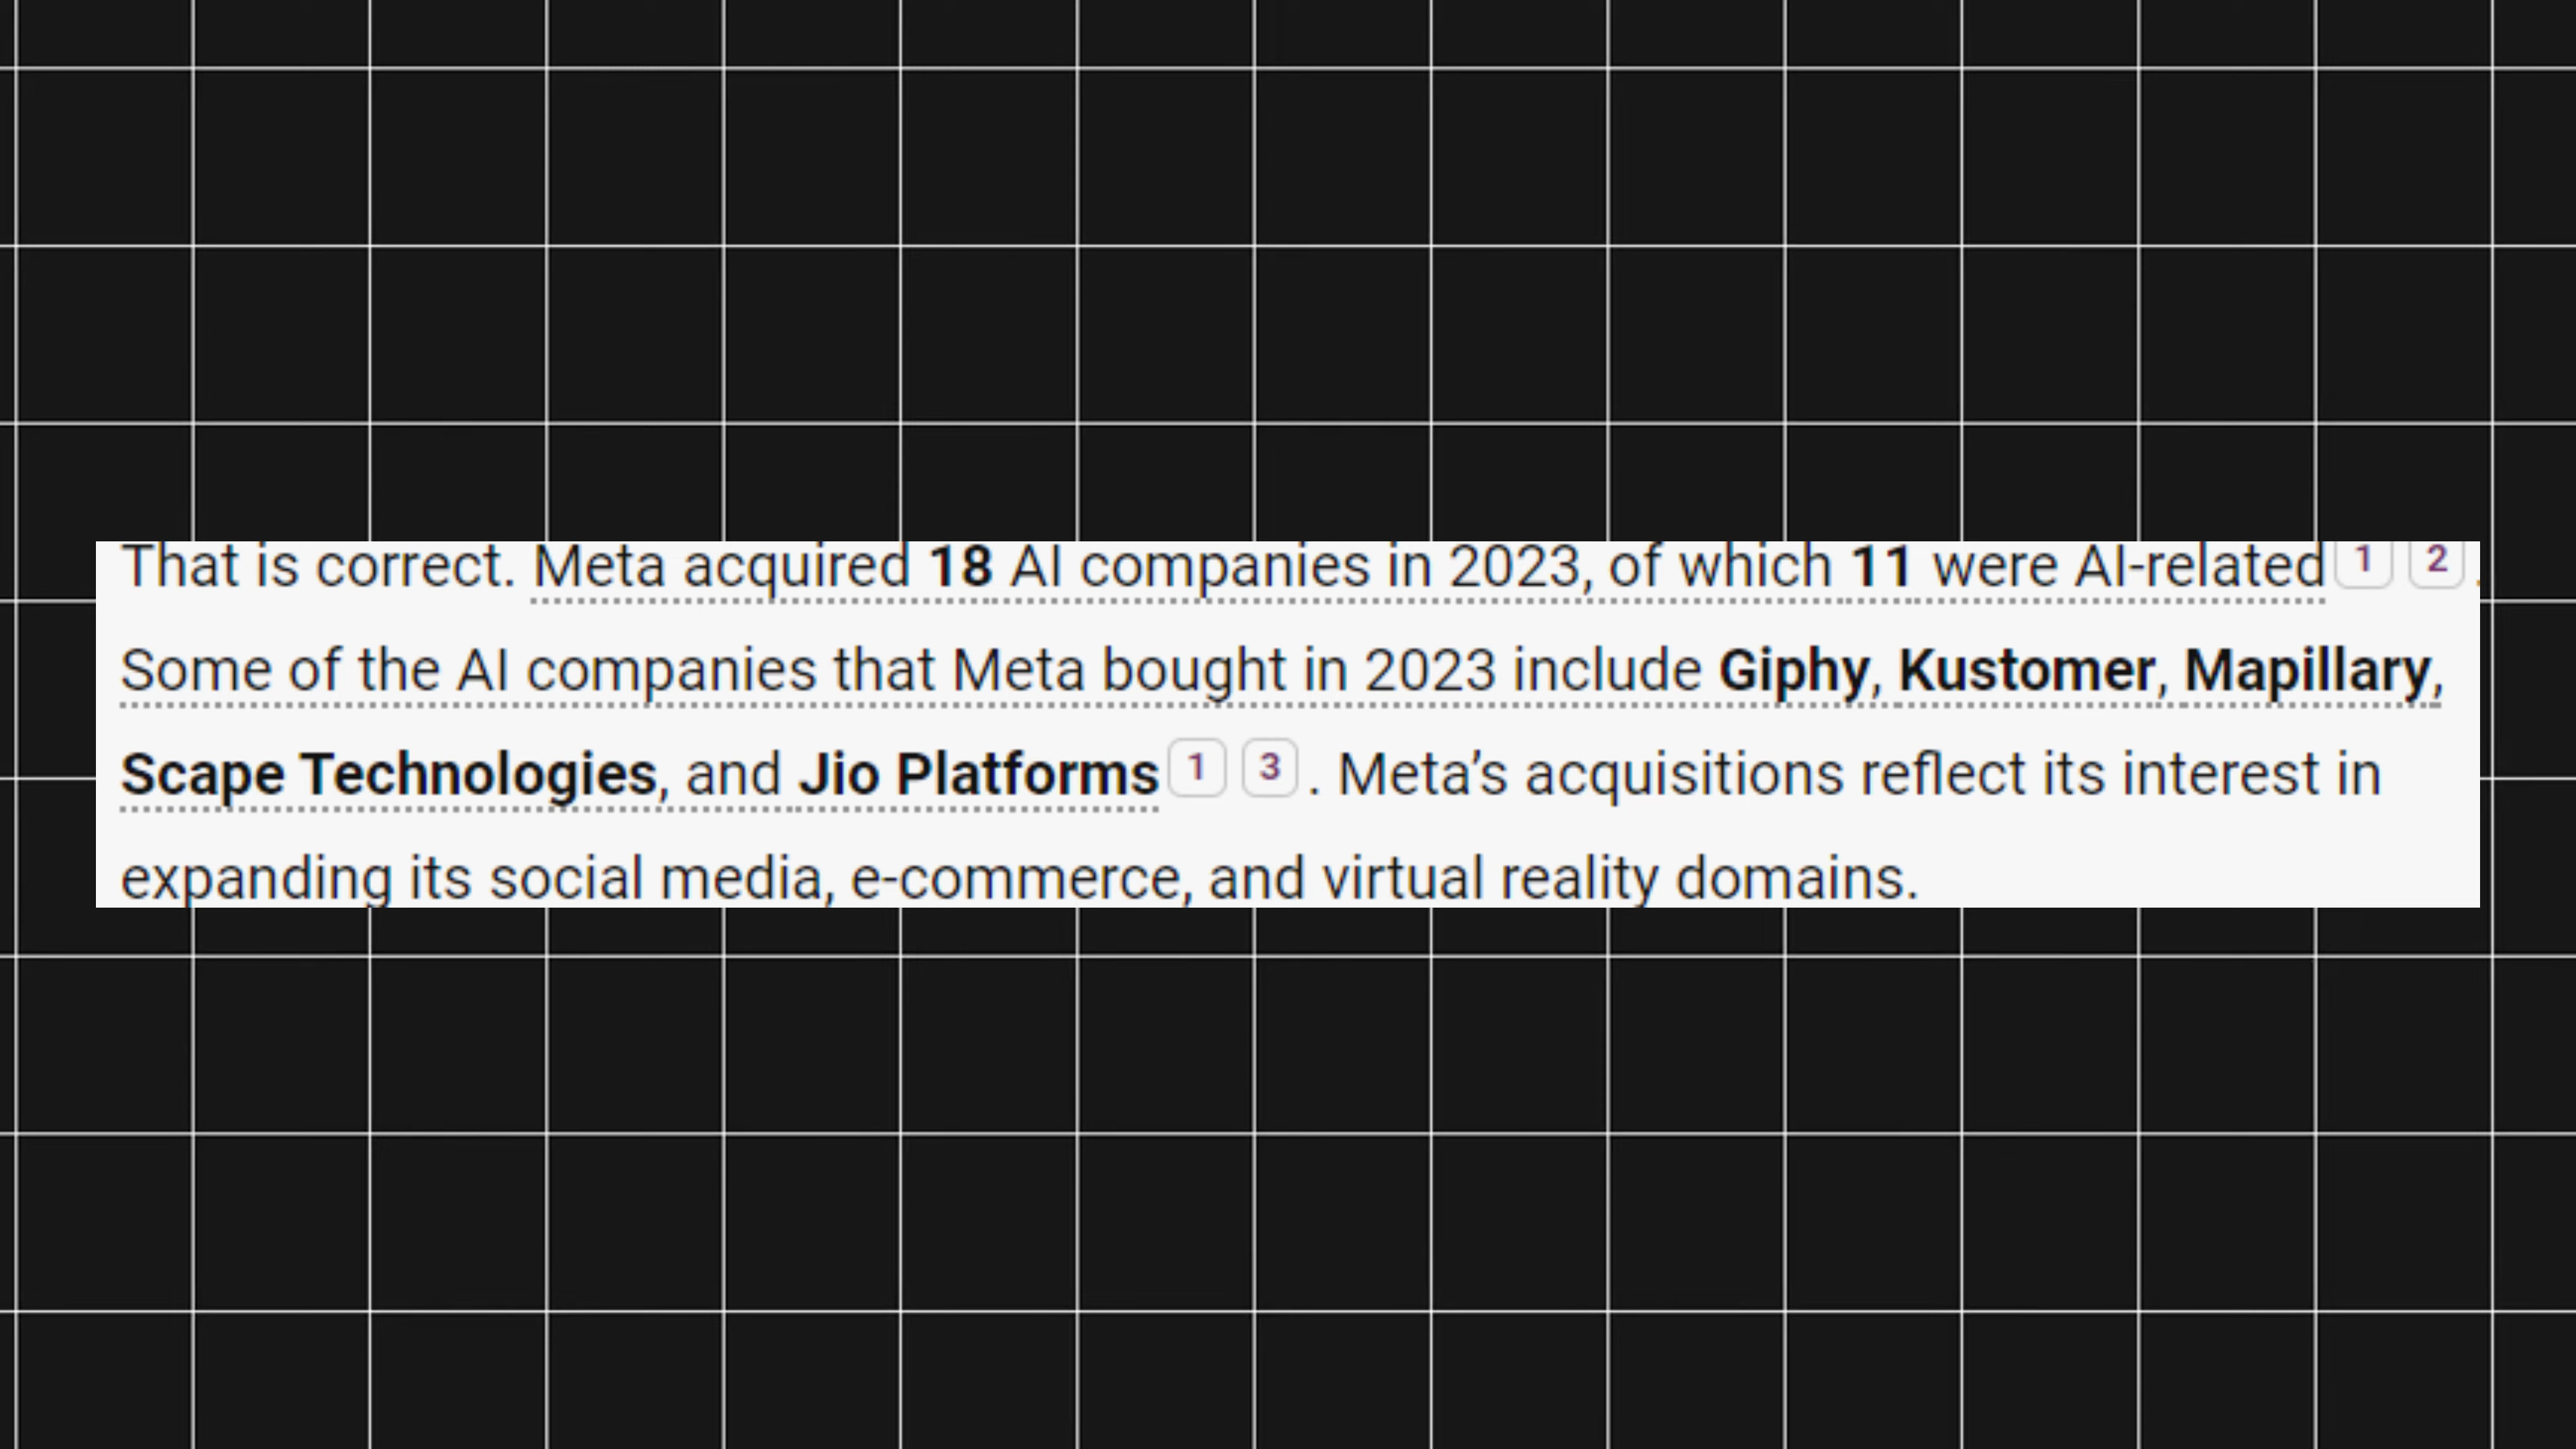 That is correct. Meta acquired 18 AI companies in 2023, of which 11 were AI-related 1 2 .
Some of the AI companies that Meta bought in 2023 include Giphy, Kustomer, Mapillary,
Scape Technologies, and Jio Platforms 1 3 . Meta’s acquisitions reflect its interest in
expanding its social media, e-commerce, and virtual reality domains.